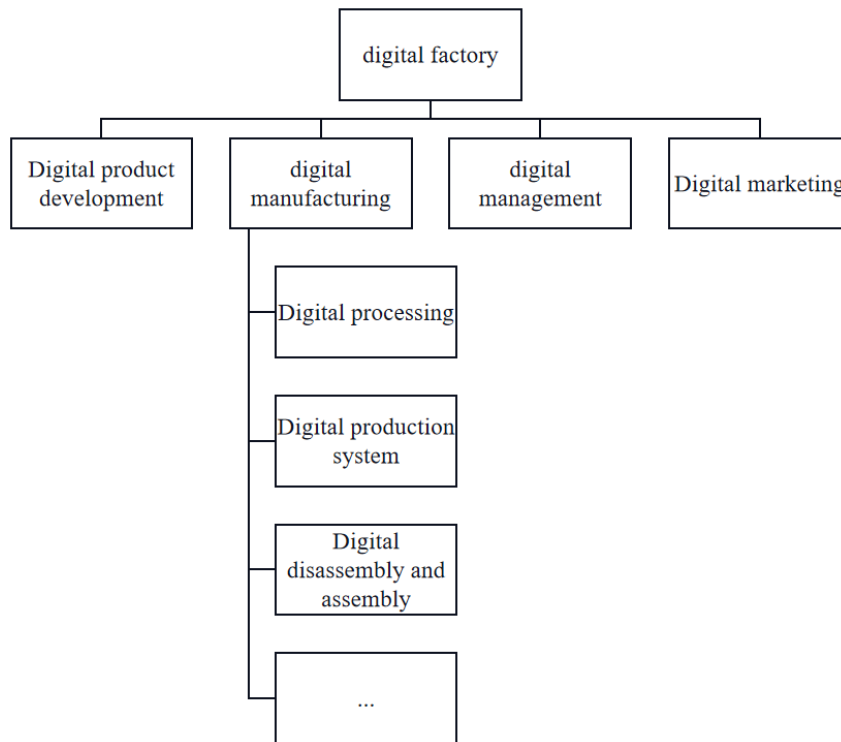 digital factory
Digital product
development
digital
manufacturing
digital
management
Digital marketing
Digital processing
Digital production
system
Digital
disassembly and
assembly
...